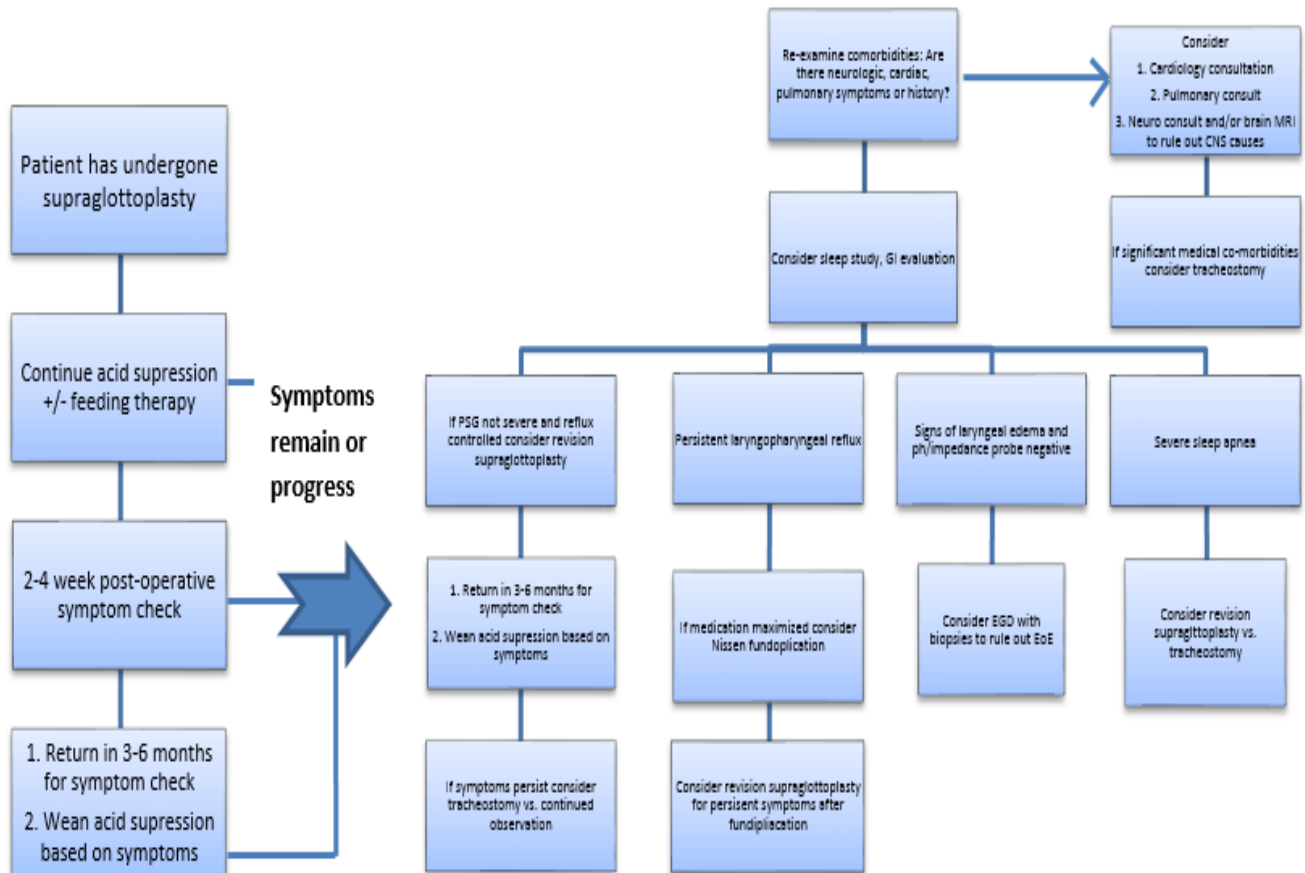 Patient has undergone
supraglottoplasty
Continue acid supression
+/- feeding therapy
2-4 week post-operative
symptom check
1. Return in 3-6 months
for symptom check
2. Wean acid supression
based on symptoms
Symptoms
remain or
progress
Re-examine comorbidities: Are
there neurologic, cardiac,
pulmonary symptoms or history?
Consider
1. Cardiology consultation
2. Pulmonary consult
3. Neuro consult and/or brain MRI
to rule out CNS causes
If significant medical co-morbidities
consider tracheostomy
Consider sleep study, GI evaluation
If PSG not severe and reflux
controlled consider revision
supraglottoplasty
1. Return in 3-6 months for
symptom check
2. Wean acid supression based on
symptoms
If symptoms persist consider
tracheostomy vs. continued
observation
Persistent laryngopharyngeal reflux
If medication maximized consider
Nissen fundoplication
Consider revision supraglottoplasty
for persisent symptoms after
fundipliacation
Signs of laryngeal edema and
ph/impedance probe negative
Consider EGD with
biopsies to rule out EoE
Severe sleep apnea
Consider revision
supragittoplasty vs.
tracheostomy